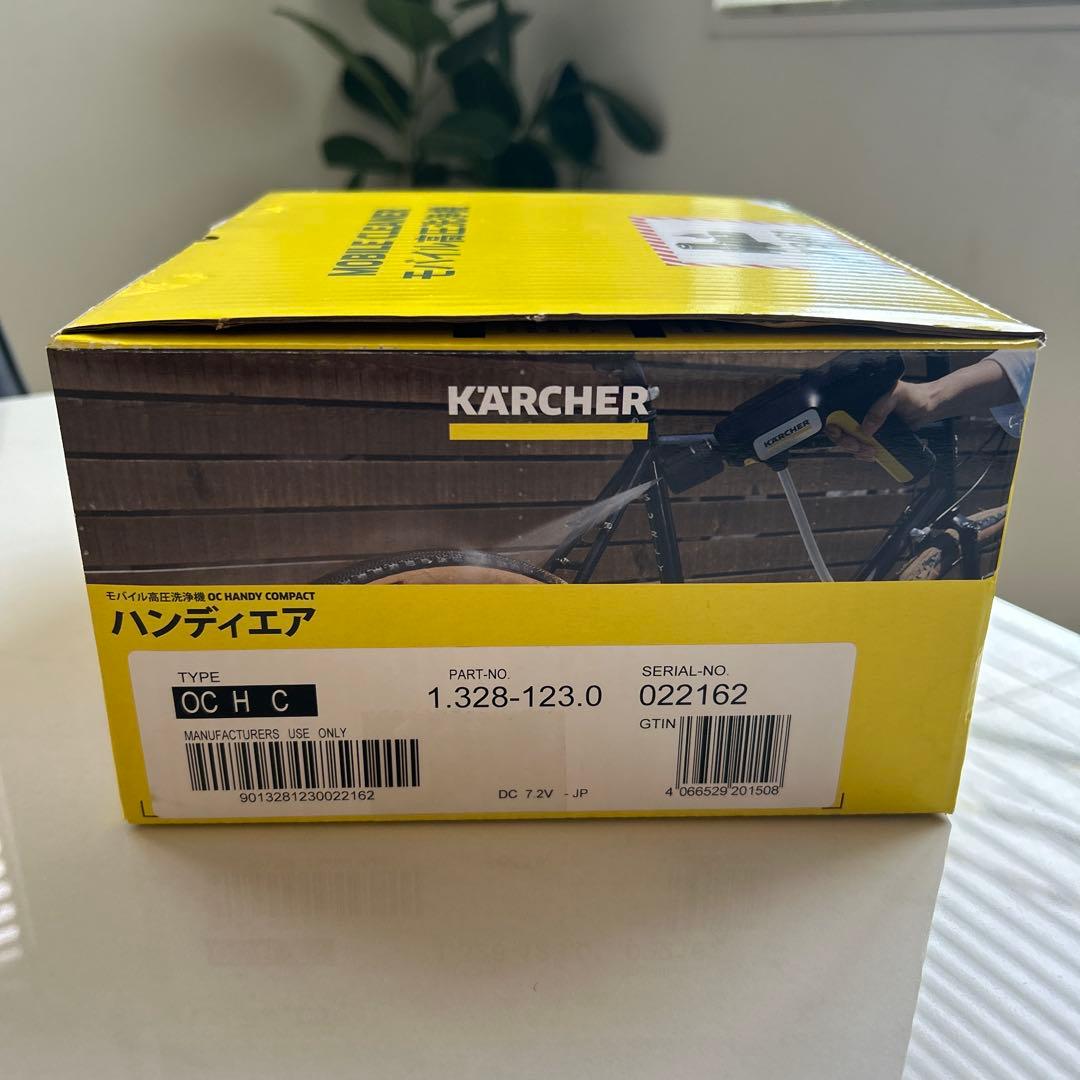 MOBILE CLEANER
モバイル高圧洗浄機
KÄRCHER
KÄRCHER
モバイル高圧洗浄機 OC HANDY COMPACT
ハンディエア
TYPE
OC H C
PART-NO.
1.328-123.0
SERIAL-NO.
022162
MANUFACTURERS USE ONLY
9013281230022162
DC 7.2V - JP
GTIN
4 066529 201508